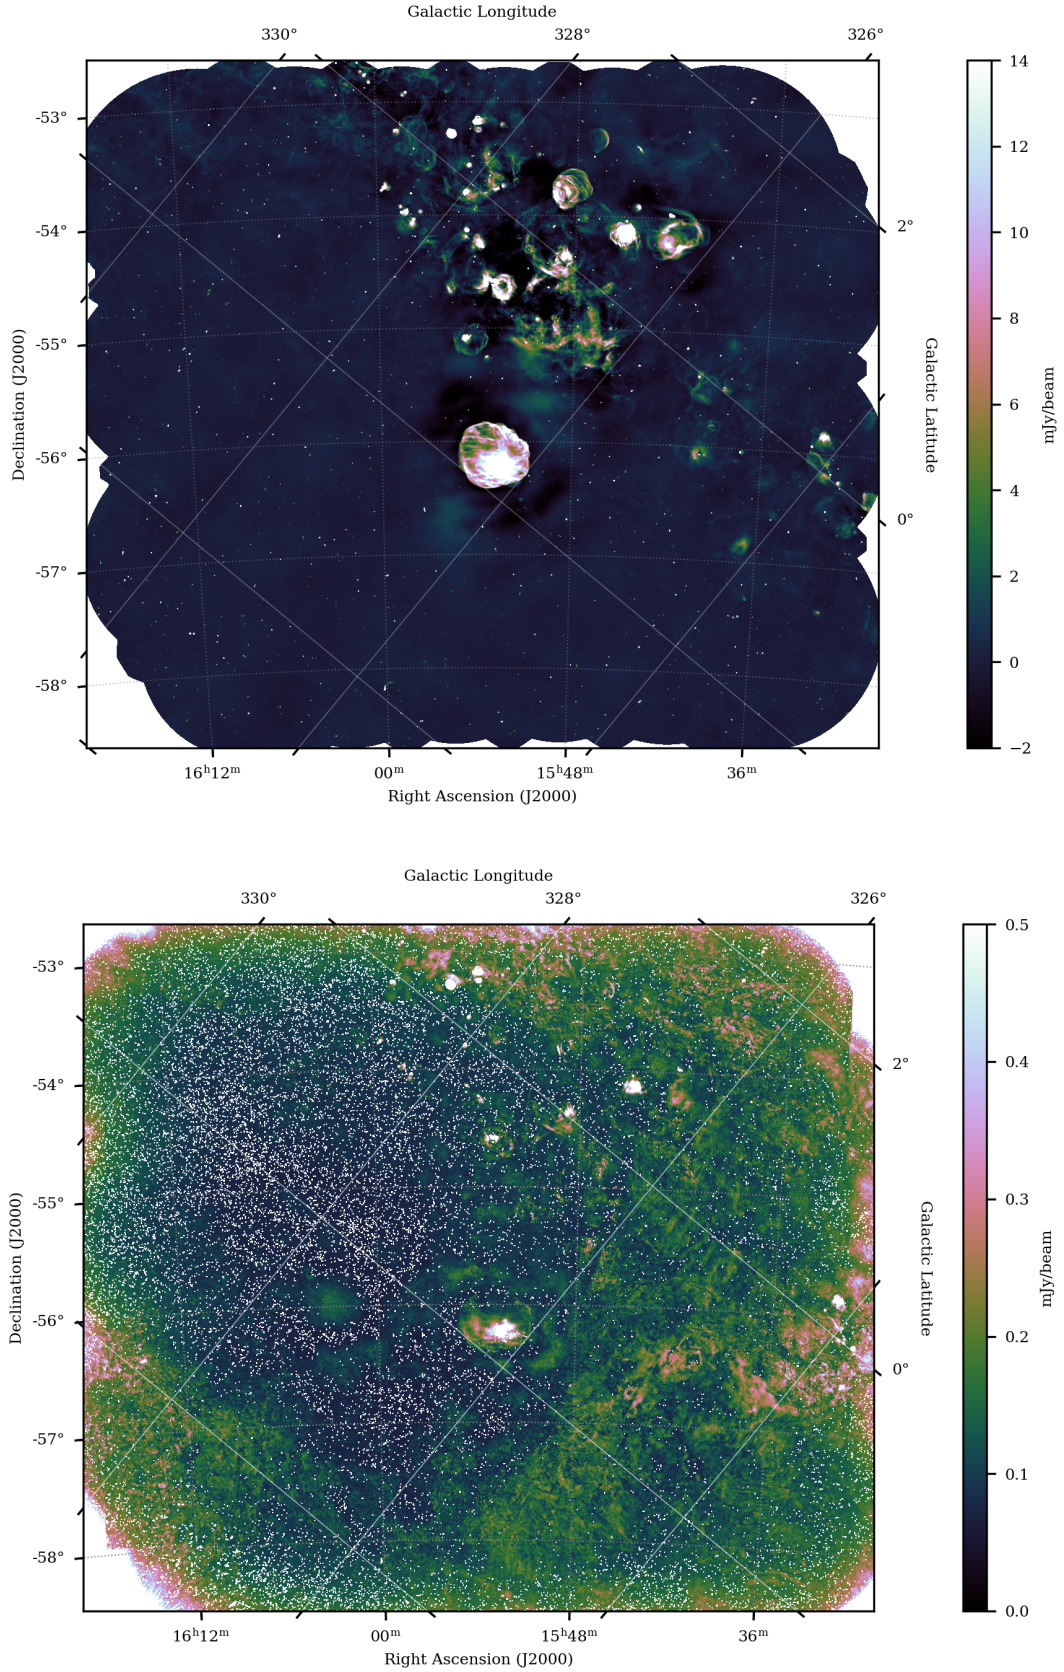 Galactic Longitude
330° 328° 326°
14
-53°
12
-54° 2° 10
Declination (J2000)
Galactic Latitude
mJy/beam
8
-55°
6
-56°
4
0°
-57°
2
0
-58°
−2
16ʰ12ᵐ 00ᵐ 15ʰ48ᵐ 36ᵐ
Right Ascension (J2000)
Galactic Longitude
330° 328° 326°
0.5
-53°
0.4
-54° 2°
Declination (J2000)
Galactic Latitude
mJy/beam
-55° 0.3
-56°
0.2
0°
-57°
0.1
-58°
0.0
16ʰ12ᵐ 00ᵐ 15ʰ48ᵐ 36ᵐ
Right Ascension (J2000)